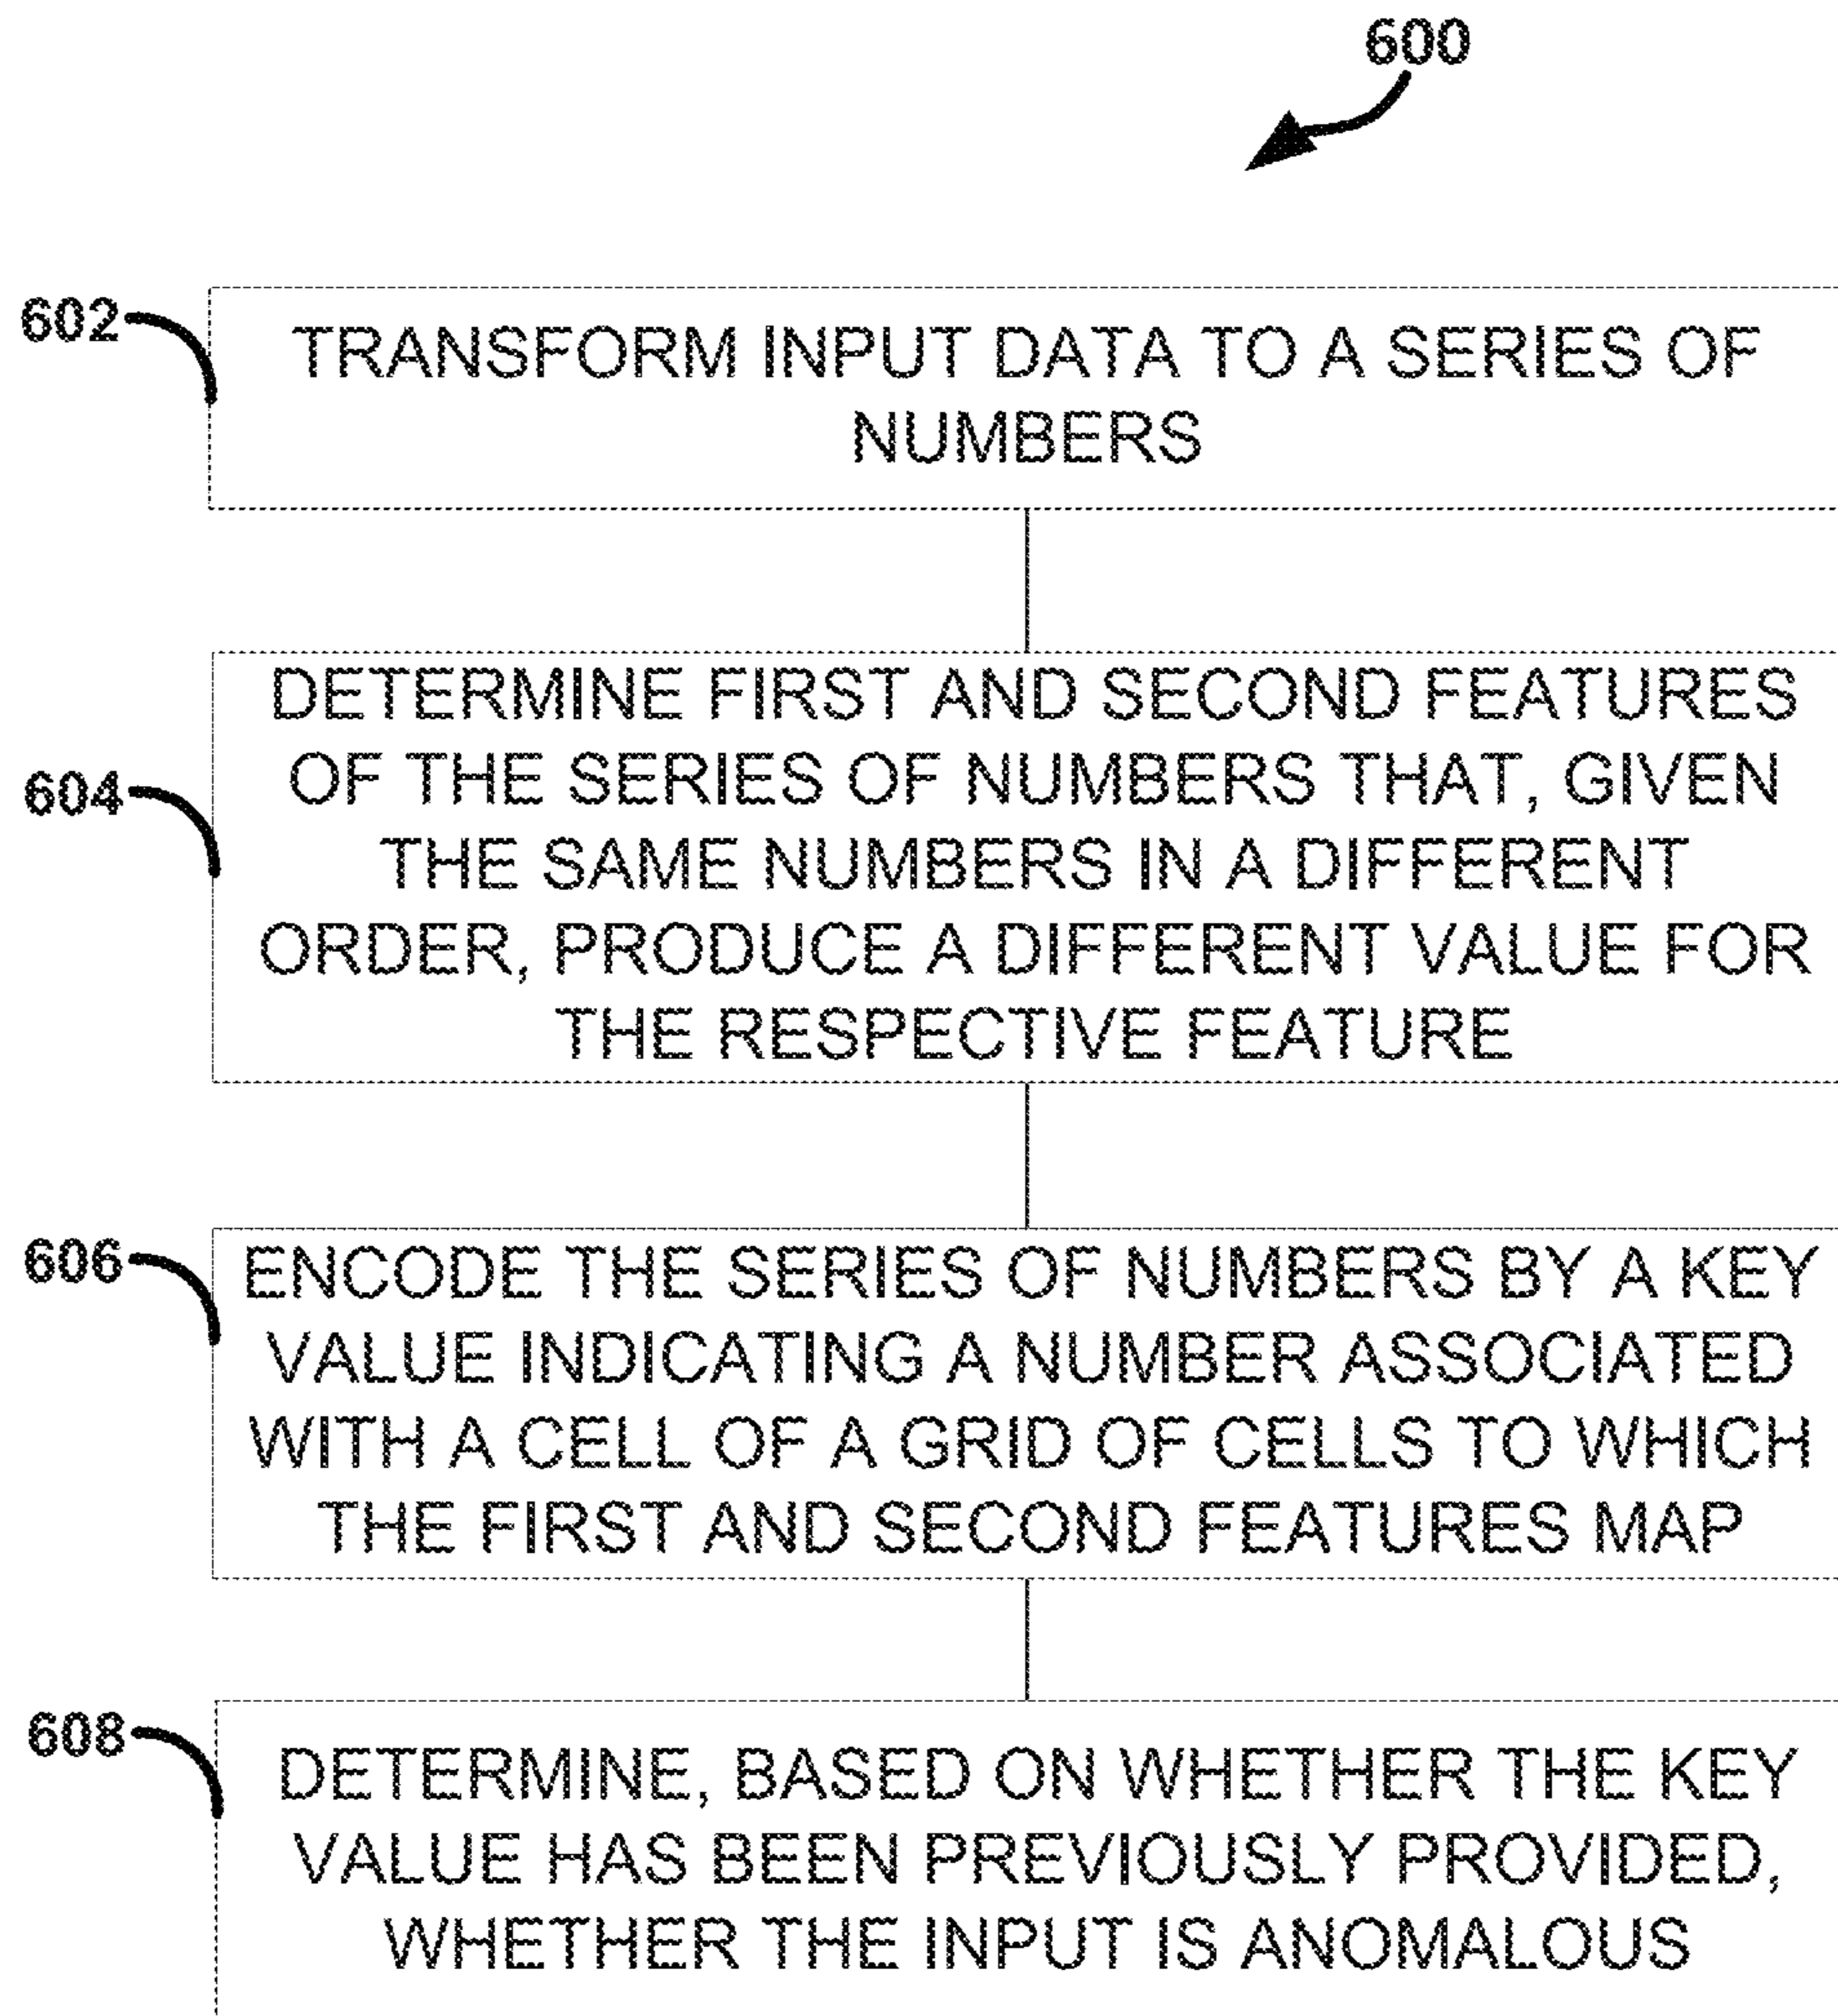 600
602
TRANSFORM INPUT DATA TO A SERIES OF
NUMBERS
604
DETERMINE FIRST AND SECOND FEATURES
OF THE SERIES OF NUMBERS THAT, GIVEN
THE SAME NUMBERS IN A DIFFERENT
ORDER, PRODUCE A DIFFERENT VALUE FOR
THE RESPECTIVE FEATURE
606
ENCODE THE SERIES OF NUMBERS BY A KEY
VALUE INDICATING A NUMBER ASSOCIATED
WITH A CELL OF A GRID OF CELLS TO WHICH
THE FIRST AND SECOND FEATURES MAP
608
DETERMINE, BASED ON WHETHER THE KEY
VALUE HAS BEEN PREVIOUSLY PROVIDED,
WHETHER THE INPUT IS ANOMALOUS